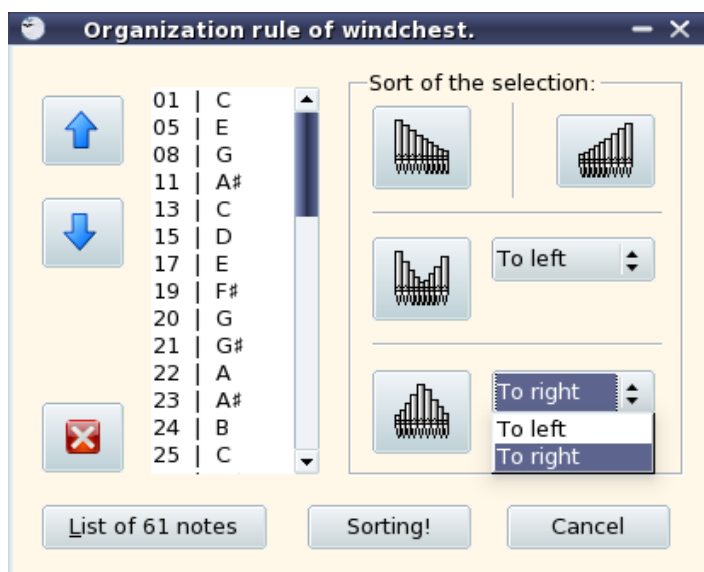 Organization rule of windchest.
01 | C
05 | E
08 | G
11 | A♯
13 | C
15 | D
17 | E
19 | F♯
20 | G
21 | G♯
22 | A
23 | A♯
24 | B
25 | C
Sort of the selection:
To left
To right
To left
To right
List of 61 notes
Sorting!
Cancel